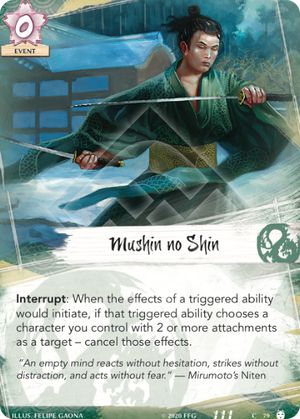 0
EVENT
Mushin no Shin
Interrupt: When the effects of a triggered ability
would initiate, if that triggered ability chooses a
character you control with 2 or more attachments
as a target – cancel those effects.
"An empty mind reacts without hesitation, strikes without
distraction, and acts without fear." — Mirumoto's Niten
ILLUS. FELIPE GAONA © 2020 FFG 111 C 79